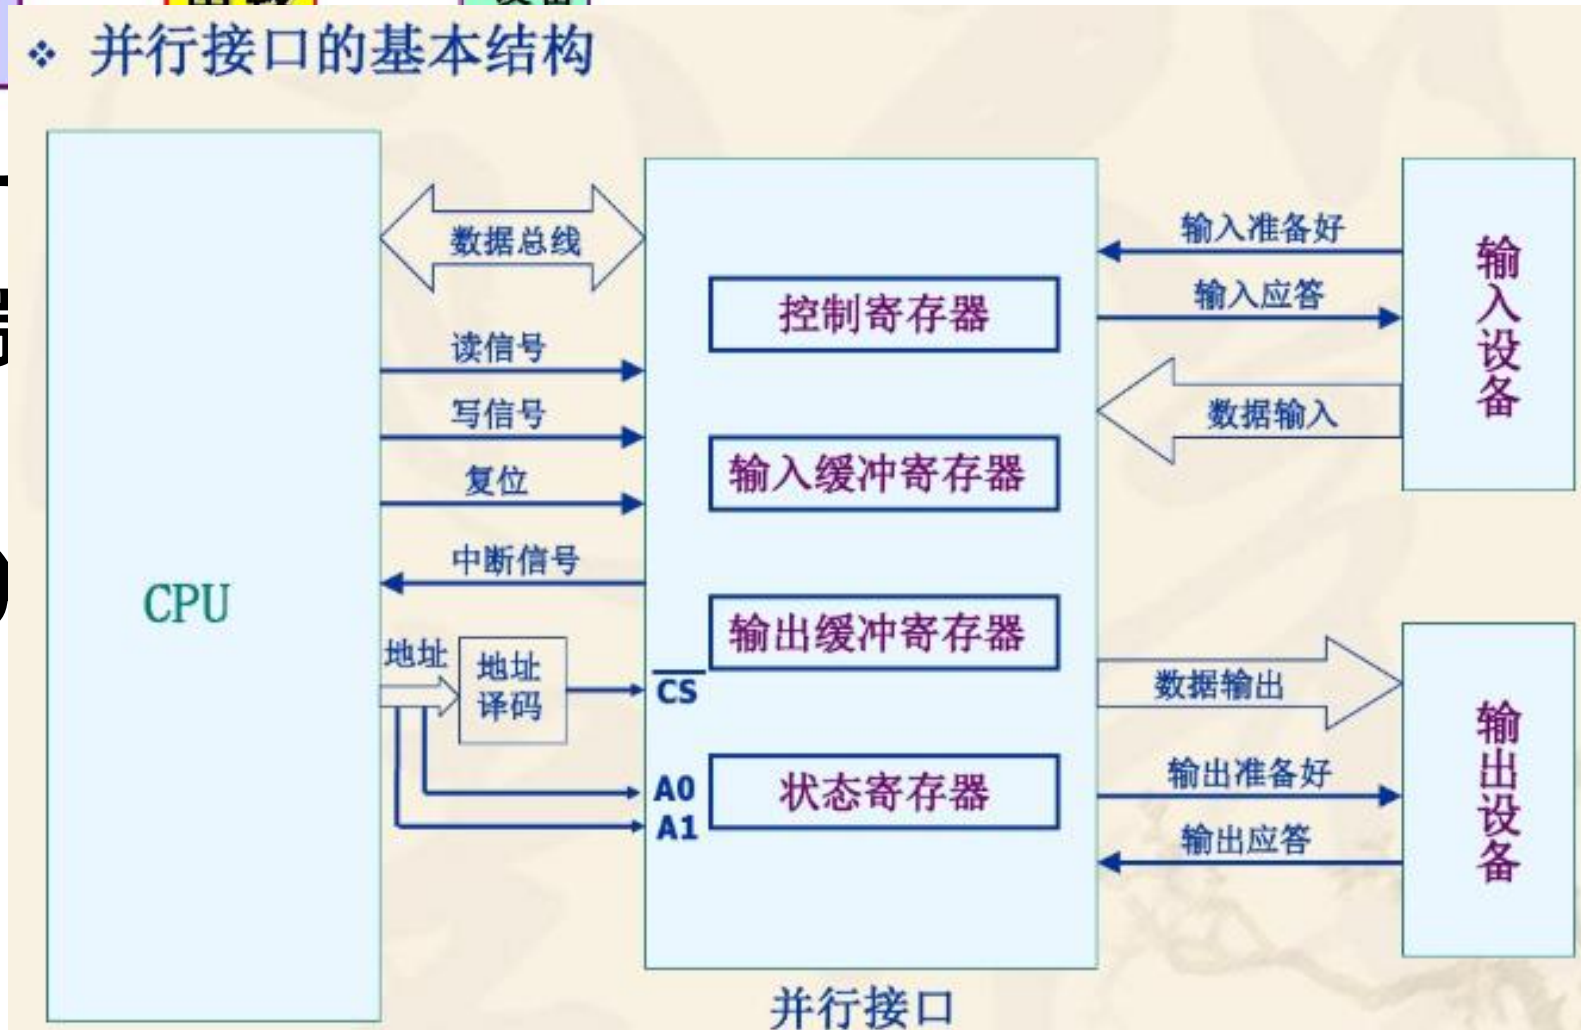 并行接口的基本结构
CPU
数据总线
读信号
写信号
复位
中断信号
地址
地址
译码
CS
A0
A1
控制寄存器
输入缓冲寄存器
输出缓冲寄存器
状态寄存器
并行接口
输入准备好
输入应答
数据输入
输入设备
数据输出
输出准备好
输出应答
输出设备